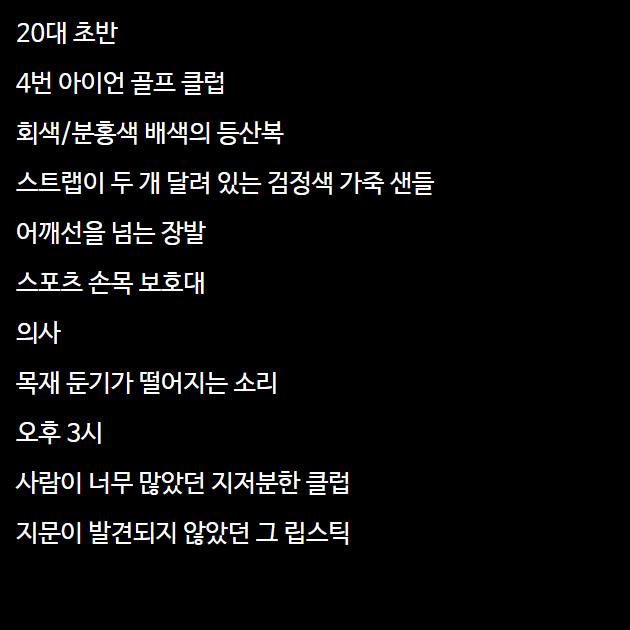 20대 초반
4번 아이언 골프 클럽
회색/분홍색 배색의 등산복
스트랩이 두 개 달려 있는 검정색 가죽 샌들
어깨선을 넘는 장발
스포츠 손목 보호대
의사
목재 둔기가 떨어지는 소리
오후 3시
사람이 너무 많았던 지저분한 클럽
지문이 발견되지 않았던 그 립스틱